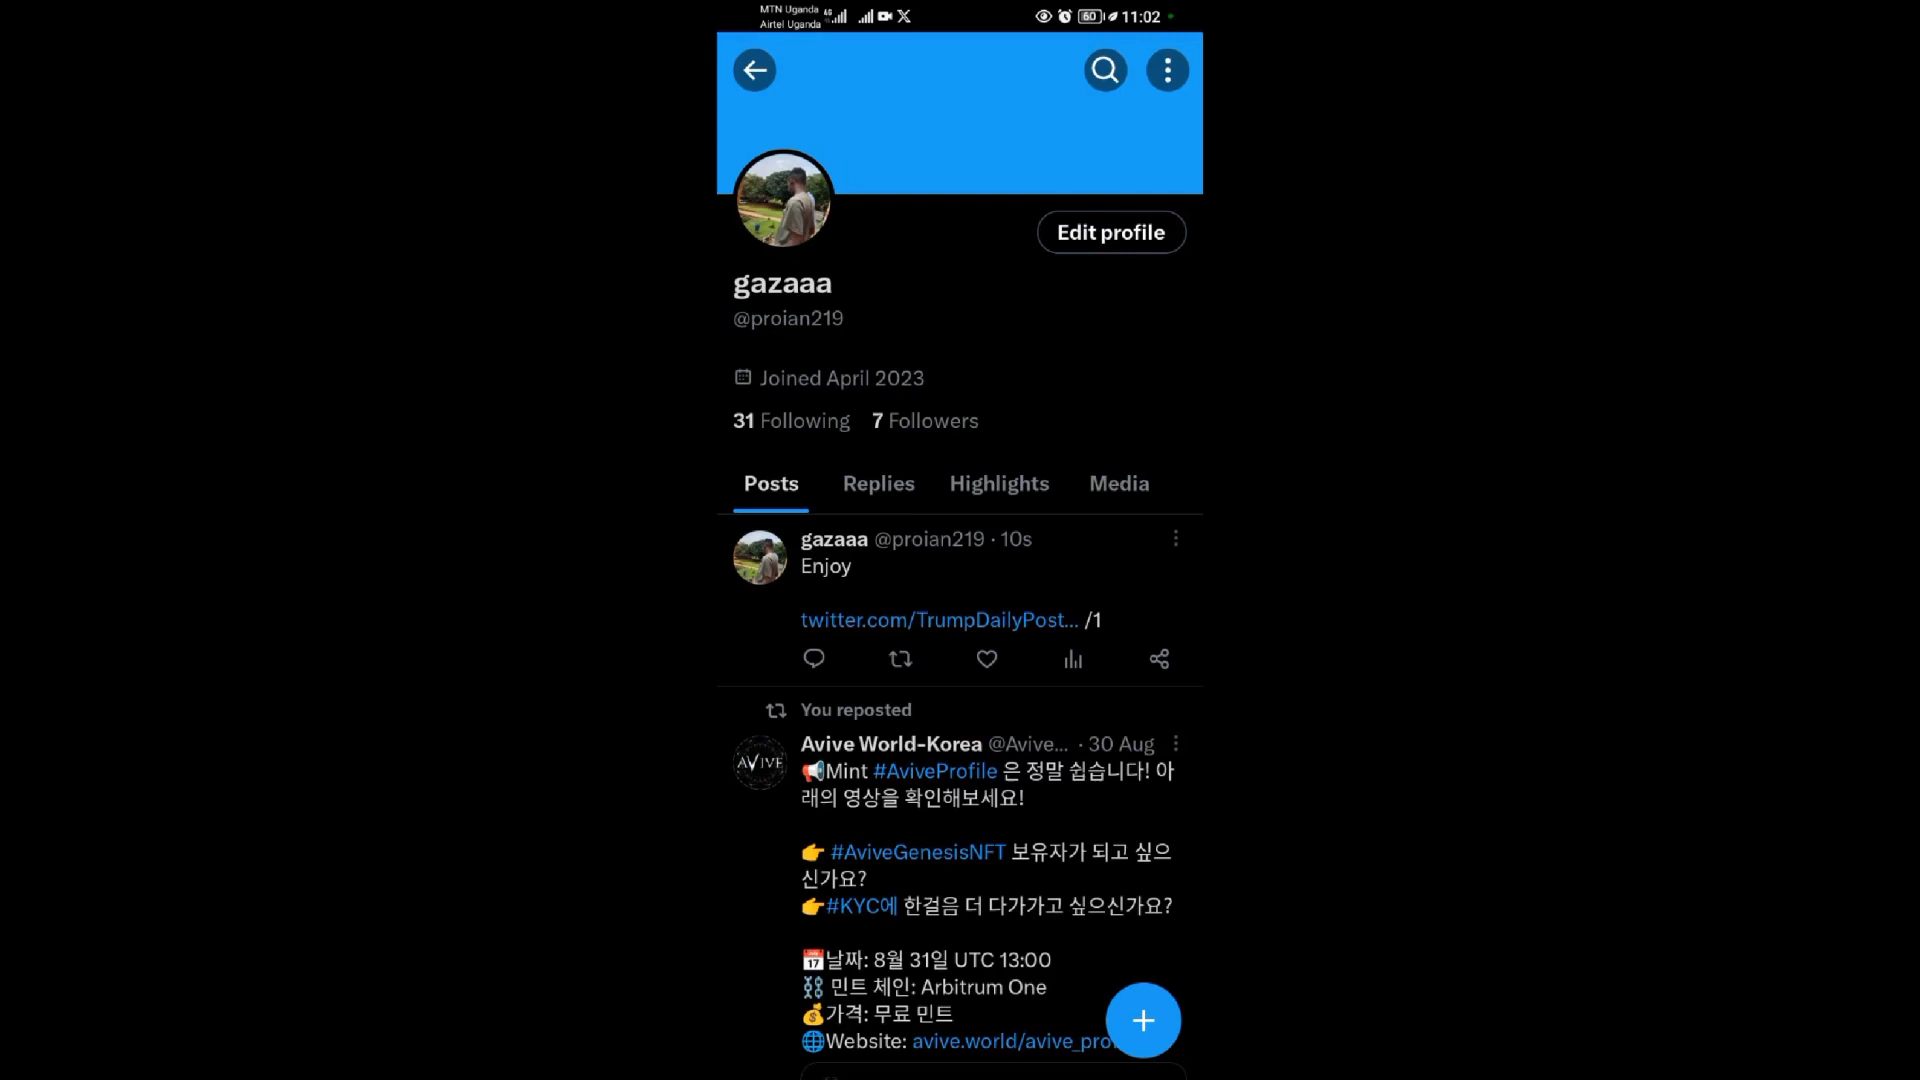 MTN Uganda
Airtel Uganda
4G
60
11:02
Edit profile
gazaaa
@proian219
Joined April 2023
31 Following 7 Followers
Posts Replies Highlights Media
gazaaa @proian219 · 10s
Enjoy
twitter.com/TrumpDailyPost... /1
You reposted
Avive World-Korea @Avive... · 30 Aug
AVIVE
📢Mint #AviveProfile 은 정말 쉽습니다! 아
래의 영상을 확인해보세요!
👉 #AviveGenesisNFT 보유자가 되고 싶으
신가요?
👉#KYC에 한걸음 더 다가가고 싶으신가요?
📅날짜: 8월 31일 UTC 13:00
⛓️ 민트 체인: Arbitrum One
💰가격: 무료 민트
🌐Website: avive.world/avive_pro